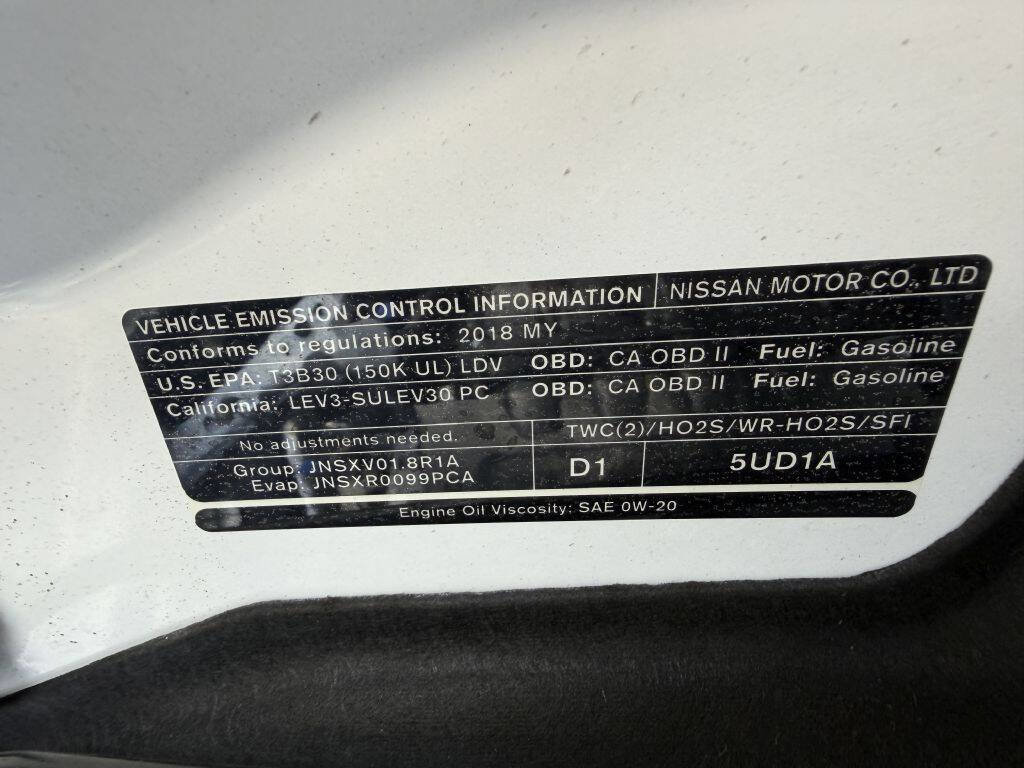 VEHICLE EMISSION CONTROL INFORMATION NISSAN MOTOR CO., LTD
Conforms to regulations: 2018 MY
U.S. EPA: T3B30 (150K UL) LDV OBD: CA OBD II Fuel: Gasoline
California: LEV3-SULEV30 PC OBD: CA OBD II Fuel: Gasoline
No adjustments needed. TWC(2)/HO2S/WR-HO2S/SFI
Group: JNSXV01.8R1A D1 5UD1A
Evap: JNSXR0099PCA
Engine Oil Viscosity: SAE 0W-20